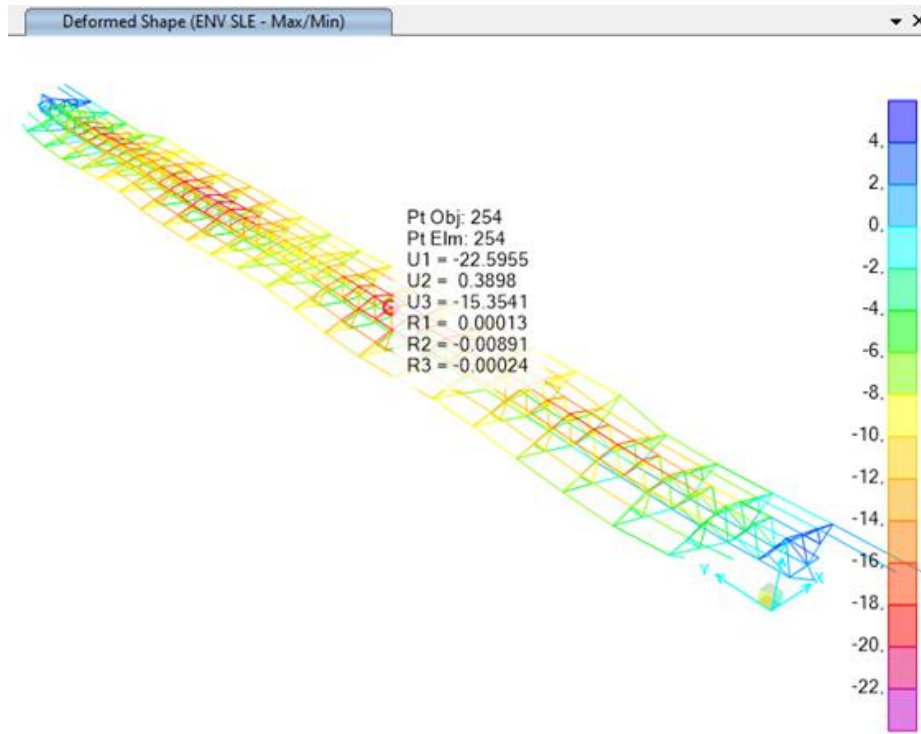 Deformed Shape (ENV SLE - Max/Min)
Pt Obj: 254
Pt Elm: 254
U1 = -22.5955
U2 = 0.3898
U3 = -15.3541
R1 = 0.00013
R2 = -0.00891
R3 = -0.00024
4.
2.
0.
-2.
-4.
-6.
-8.
-10.
-12.
-14.
-16.
-18.
-20.
-22.
Y
X